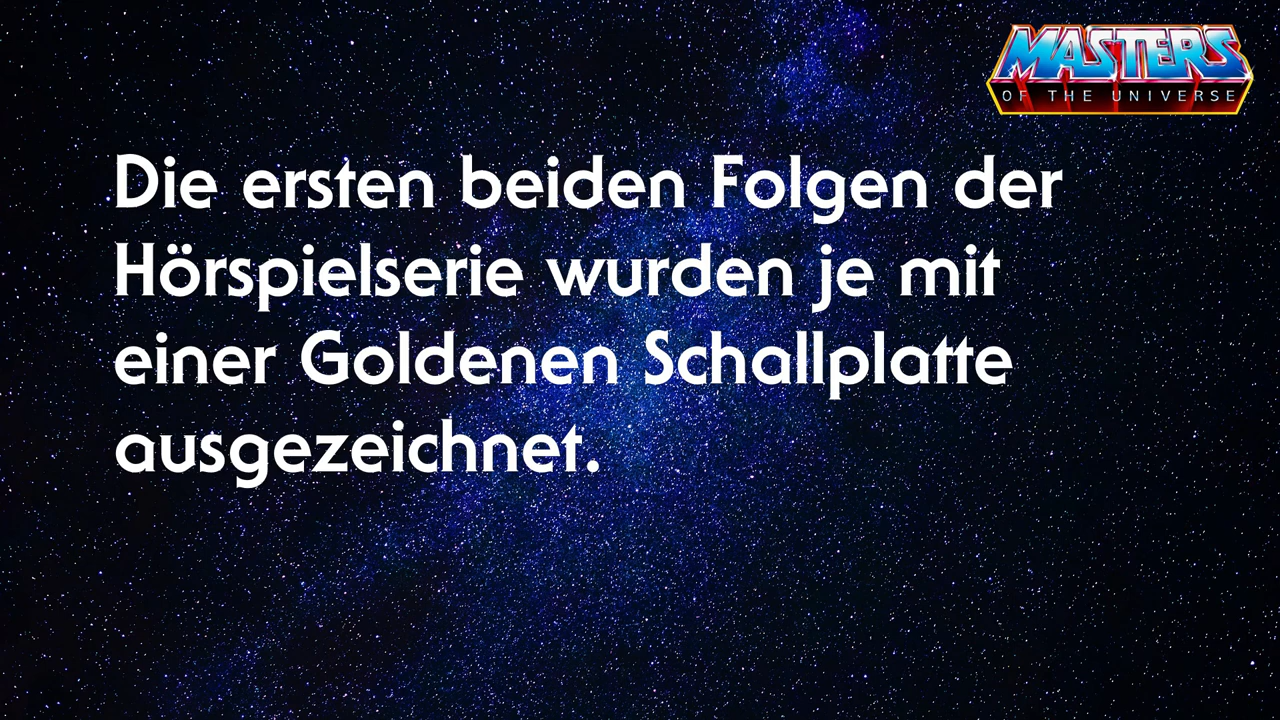 MASTERS
OF THE UNIVERSE
Die ersten beiden Folgen der
Hörspielserie wurden je mit
einer Goldenen Schallplatte
ausgezeichnet.